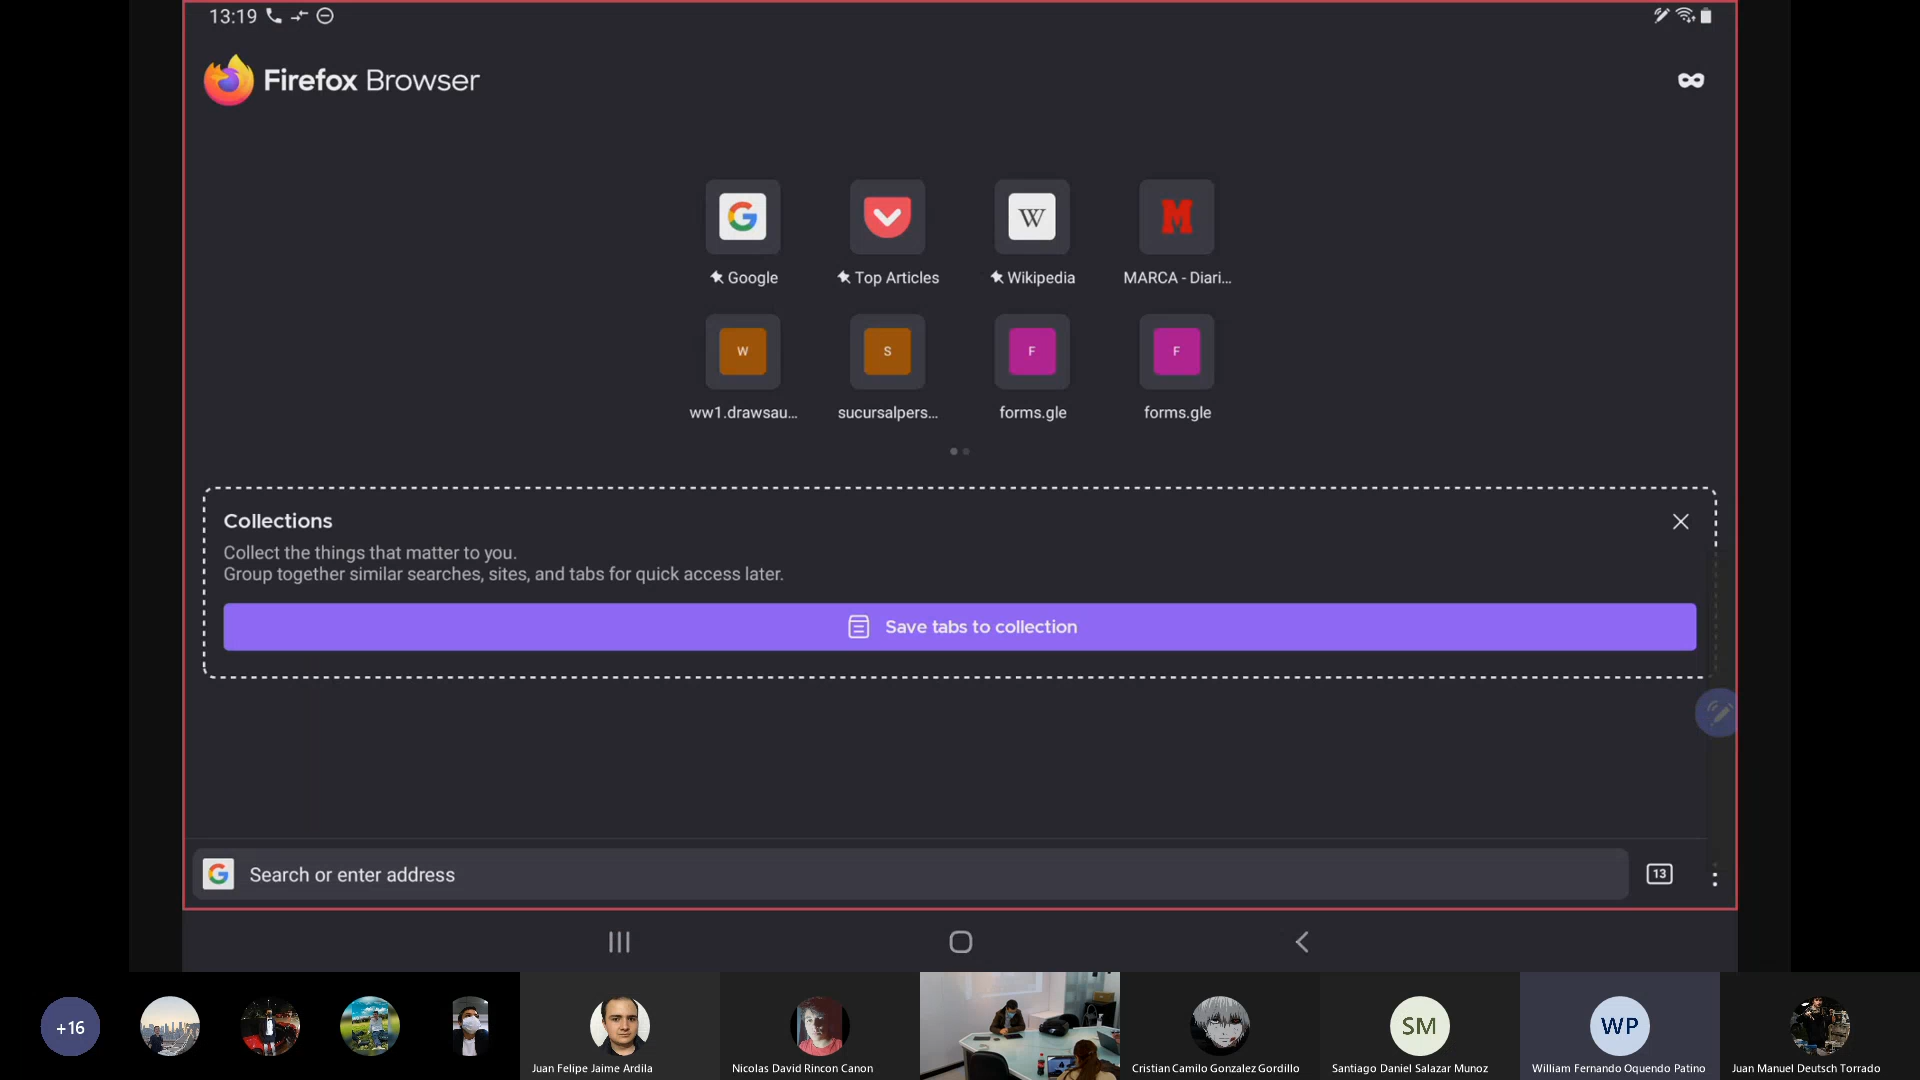 13:19
Firefox Browser
Google
Top Articles
W
Wikipedia
M
MARCA - Diari...
W
ww1.drawsau...
S
sucursalpers...
F
forms.gle
F
forms.gle
Collections
Collect the things that matter to you.
Group together similar searches, sites, and tabs for quick access later.
Save tabs to collection
Search or enter address
13
+16
Juan Felipe Jaime Ardila
Nicolas David Rincon Canon
Cristian Camilo Gonzalez Gordillo
SM
Santiago Daniel Salazar Munoz
WP
William Fernando Oquendo Patino
Juan Manuel Deutsch Torrado